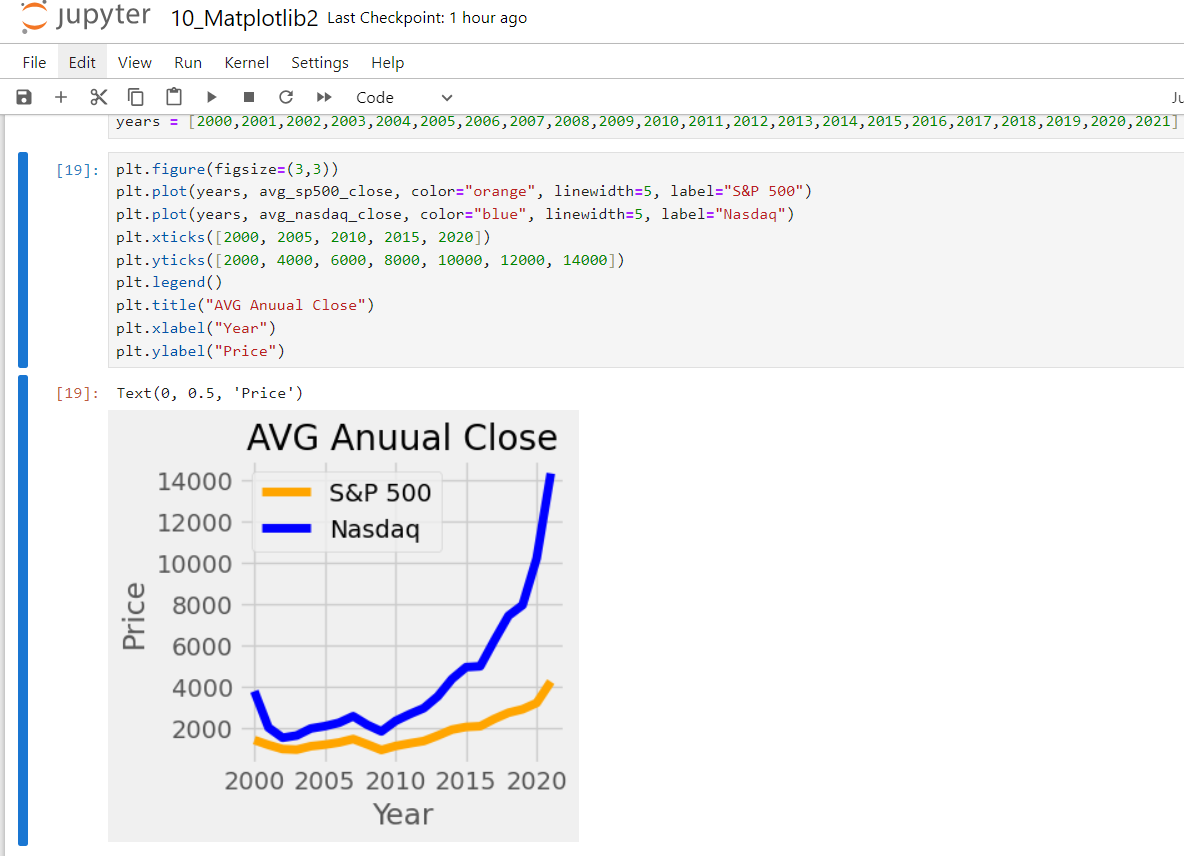 jupyter 10_Matplotlib2 Last Checkpoint: 1 hour ago
File Edit View Run Kernel Settings Help
Code
years = [2000,2001,2002,2003,2004,2005,2006,2007,2008,2009,2010,2011,2012,2013,2014,2015,2016,2017,2018,2019,2020,2021]
[19]: plt.figure(figsize=(3,3))
plt.plot(years, avg_sp500_close, color="orange", linewidth=5, label="S&P 500")
plt.plot(years, avg_nasdaq_close, color="blue", linewidth=5, label="Nasdaq")
plt.xticks([2000, 2005, 2010, 2015, 2020])
plt.yticks([2000, 4000, 6000, 8000, 10000, 12000, 14000])
plt.legend()
plt.title("AVG Anuual Close")
plt.xlabel("Year")
plt.ylabel("Price")
[19]: Text(0, 0.5, 'Price')
AVG Anuual Close
14000
12000
10000
8000
6000
4000
2000
Price
S&P 500
Nasdaq
2000 2005 2010 2015 2020
Year